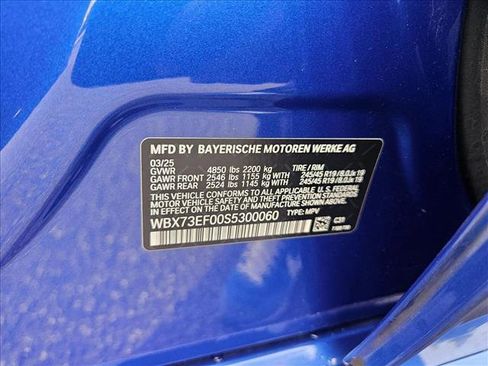 MFD BY BAYERISCHE MOTOREN WERKE AG
03/25
GVWR 4850 lbs 2200 kg TIRE / RIM
GAWR FRONT 2546 lbs 1155 kg 245/45 R19 /8.0Jx19
GAWR REAR 2524 lbs 1145 kg 245/45 R19 /8.0Jx19
THIS VEHICLE CONFORMS TO ALL APPLICABLE U.S. FEDERAL
MOTOR VEHICLE SAFETY, BUMPER, AND THEFT
PREVENTION STANDARDS IN EFFECT ON THE DATE OF
MANUFACTURE SHOWN ABOVE.
WBX73EF00S5300060 TYPE: MPV
C31